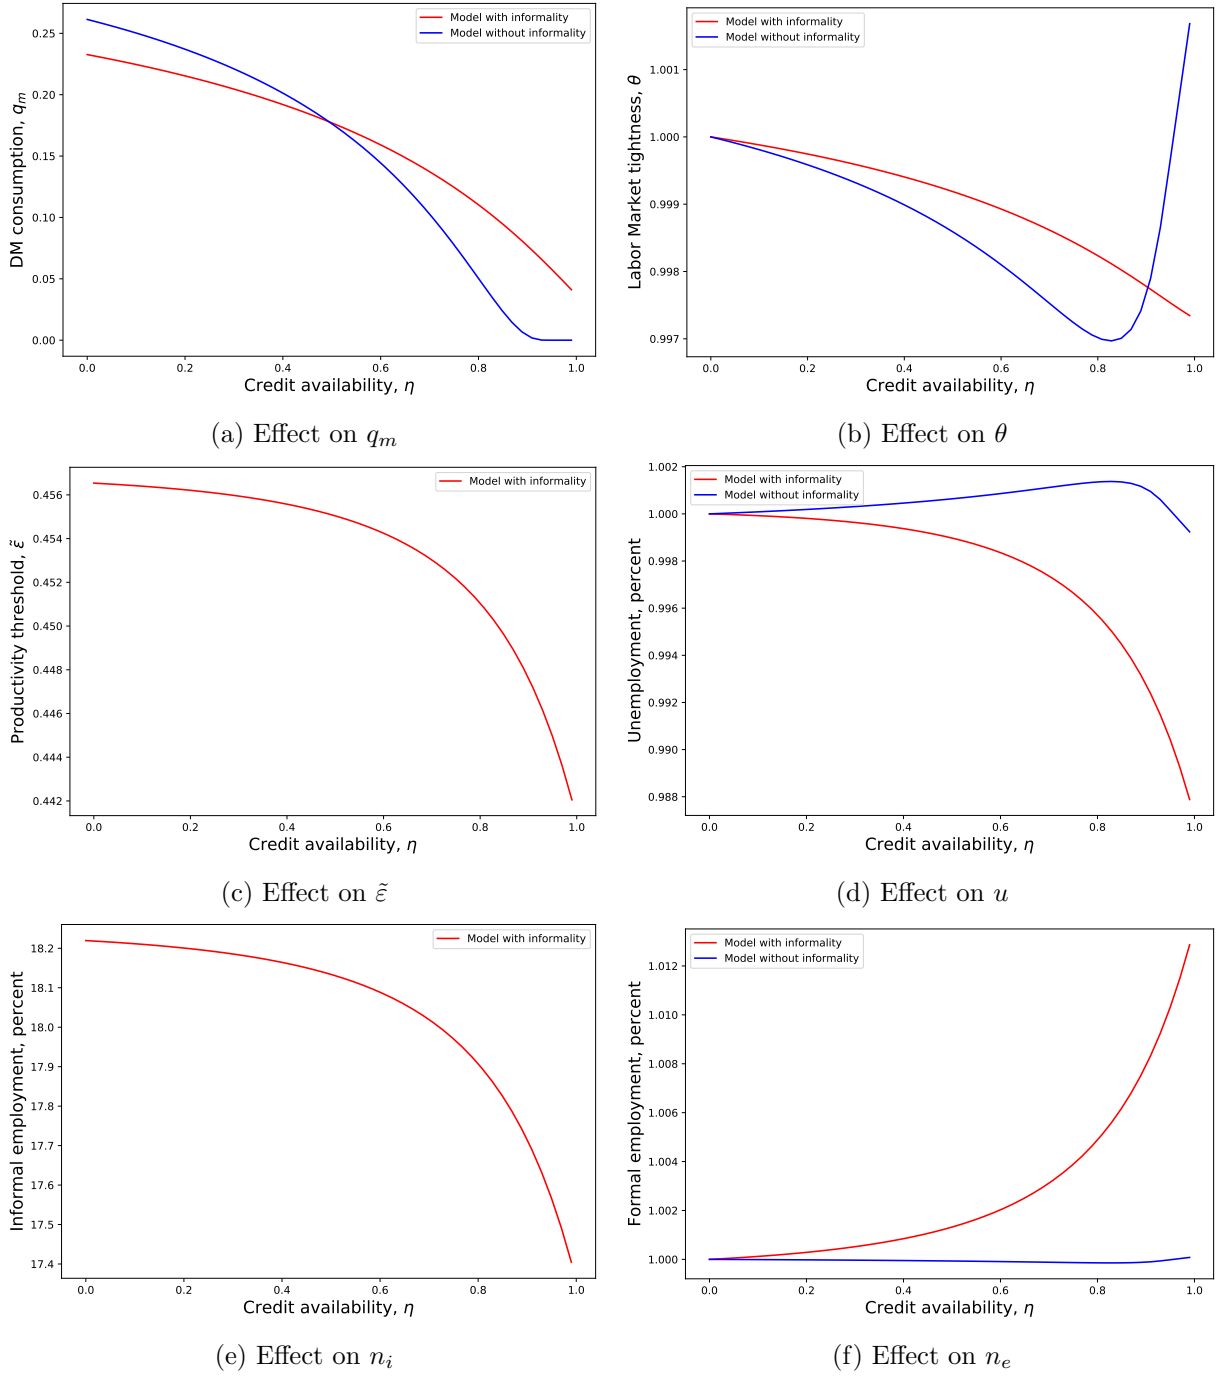 Model with informality
Model without informality
DM consumption, q_m
0.25
0.20
0.15
0.10
0.05
0.00
0.0 0.2 0.4 0.6 0.8 1.0
Credit availability, η
(a) Effect on q_m
Model with informality
Model without informality
Labor Market tightness, θ
1.001
1.000
0.999
0.998
0.997
0.0 0.2 0.4 0.6 0.8 1.0
Credit availability, η
(b) Effect on θ
Model with informality
Productivity threshold, ε̃
0.456
0.454
0.452
0.450
0.448
0.446
0.444
0.442
0.0 0.2 0.4 0.6 0.8 1.0
Credit availability, η
(c) Effect on ε̃
Model with informality
Model without informality
Unemployment, percent
1.002
1.000
0.998
0.996
0.994
0.992
0.990
0.988
0.0 0.2 0.4 0.6 0.8 1.0
Credit availability, η
(d) Effect on u
Model with informality
Informal employment, percent
18.2
18.1
18.0
17.9
17.8
17.7
17.6
17.5
17.4
0.0 0.2 0.4 0.6 0.8 1.0
Credit availability, η
(e) Effect on n_i
Model with informality
Model without informality
Formal employment, percent
1.012
1.010
1.008
1.006
1.004
1.002
1.000
0.0 0.2 0.4 0.6 0.8 1.0
Credit availability, η
(f) Effect on n_e